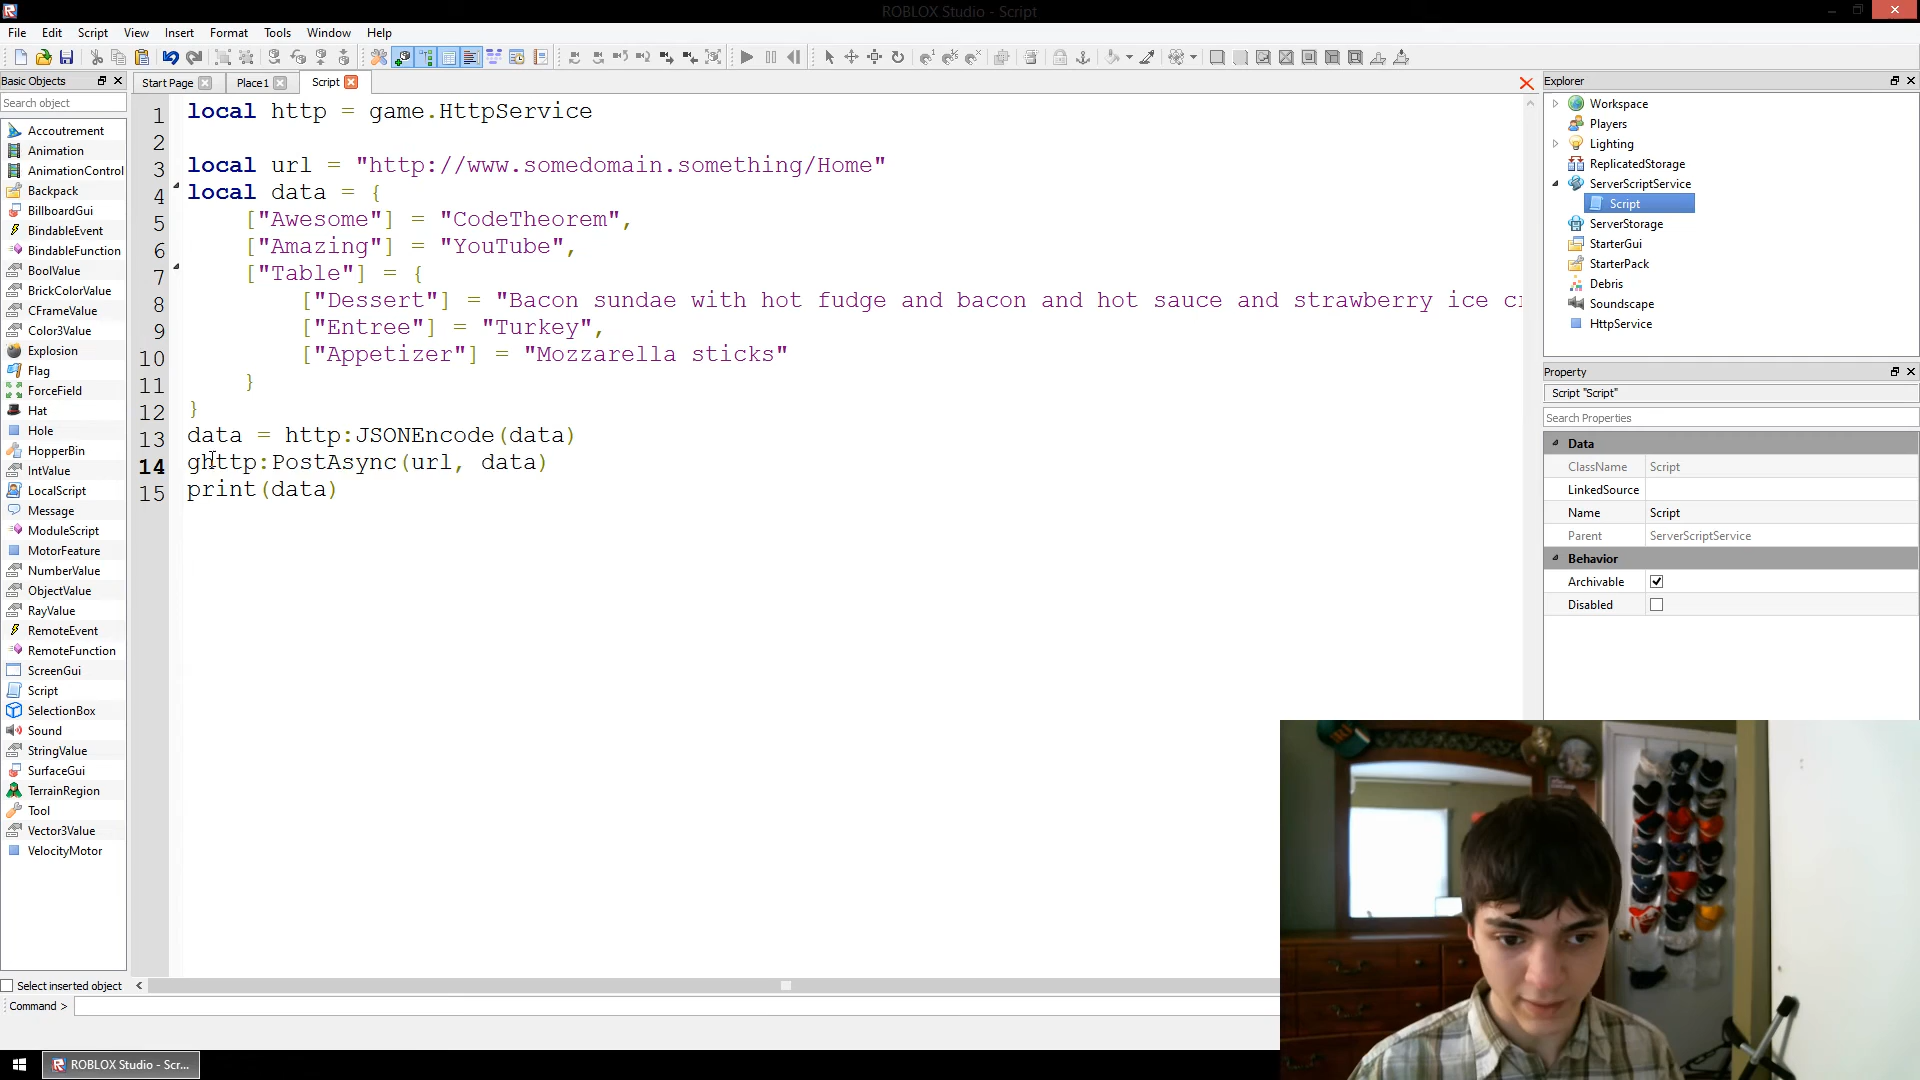 ROBLOX Studio - Script
File Edit Script View Insert Format Tools Window Help
Basic Objects
Start Page
Place1
Script
Search object
Accoutrement
Animation
AnimationControl
Backpack
BillboardGui
BindableEvent
BindableFunction
BoolValue
BrickColorValue
CFrameValue
Color3Value
Explosion
Flag
ForceField
Hat
Hole
HopperBin
IntValue
LocalScript
Message
ModuleScript
MotorFeature
NumberValue
ObjectValue
RayValue
RemoteEvent
RemoteFunction
ScreenGui
Script
SelectionBox
Sound
StringValue
SurfaceGui
TerrainRegion
Tool
Vector3Value
VelocityMotor
Select inserted object
Command >
1 local http = game.HttpService
2
3 local url = "http://www.somedomain.something/Home"
4 local data = {
5 ["Awesome"] = "CodeTheorem",
6 ["Amazing"] = "YouTube",
7 ["Table"] = {
8 ["Dessert"] = "Bacon sundae with hot fudge and bacon and hot sauce and strawberry ice
9 ["Entree"] = "Turkey",
10 ["Appetizer"] = "Mozzarella sticks"
11 }
12 }
13 data = http:JSONEncode(data)
14 ghttp:PostAsync(url, data)
15 print(data)
Explorer
Workspace
Players
Lighting
ReplicatedStorage
ServerScriptService
Script
ServerStorage
StarterGui
StarterPack
Debris
Soundscape
HttpService
Property
Script "Script"
Search Properties
Data
ClassName Script
LinkedSource
Name Script
Parent ServerScriptService
Behavior
Archivable
Disabled
ROBLOX Studio - Scr...